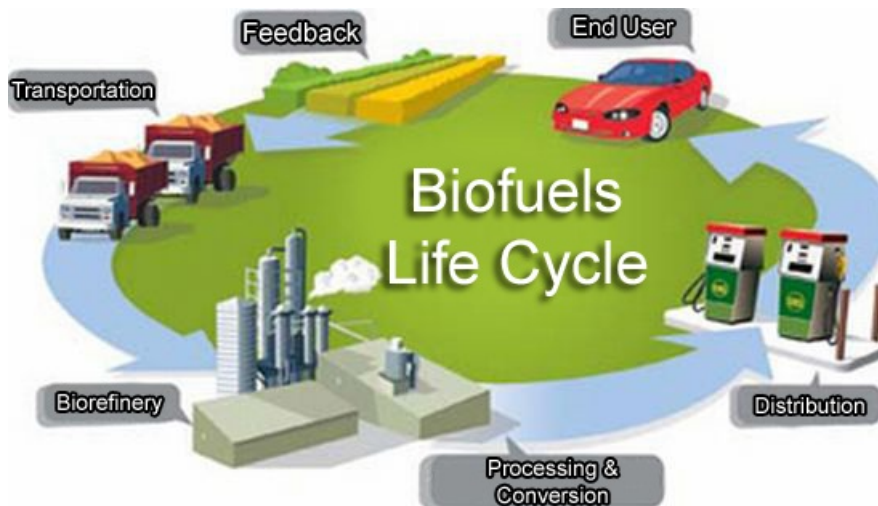 Feedback
End User
Transportation
Biofuels
Life Cycle
Biorefinery
Distribution
Processing &
Conversion